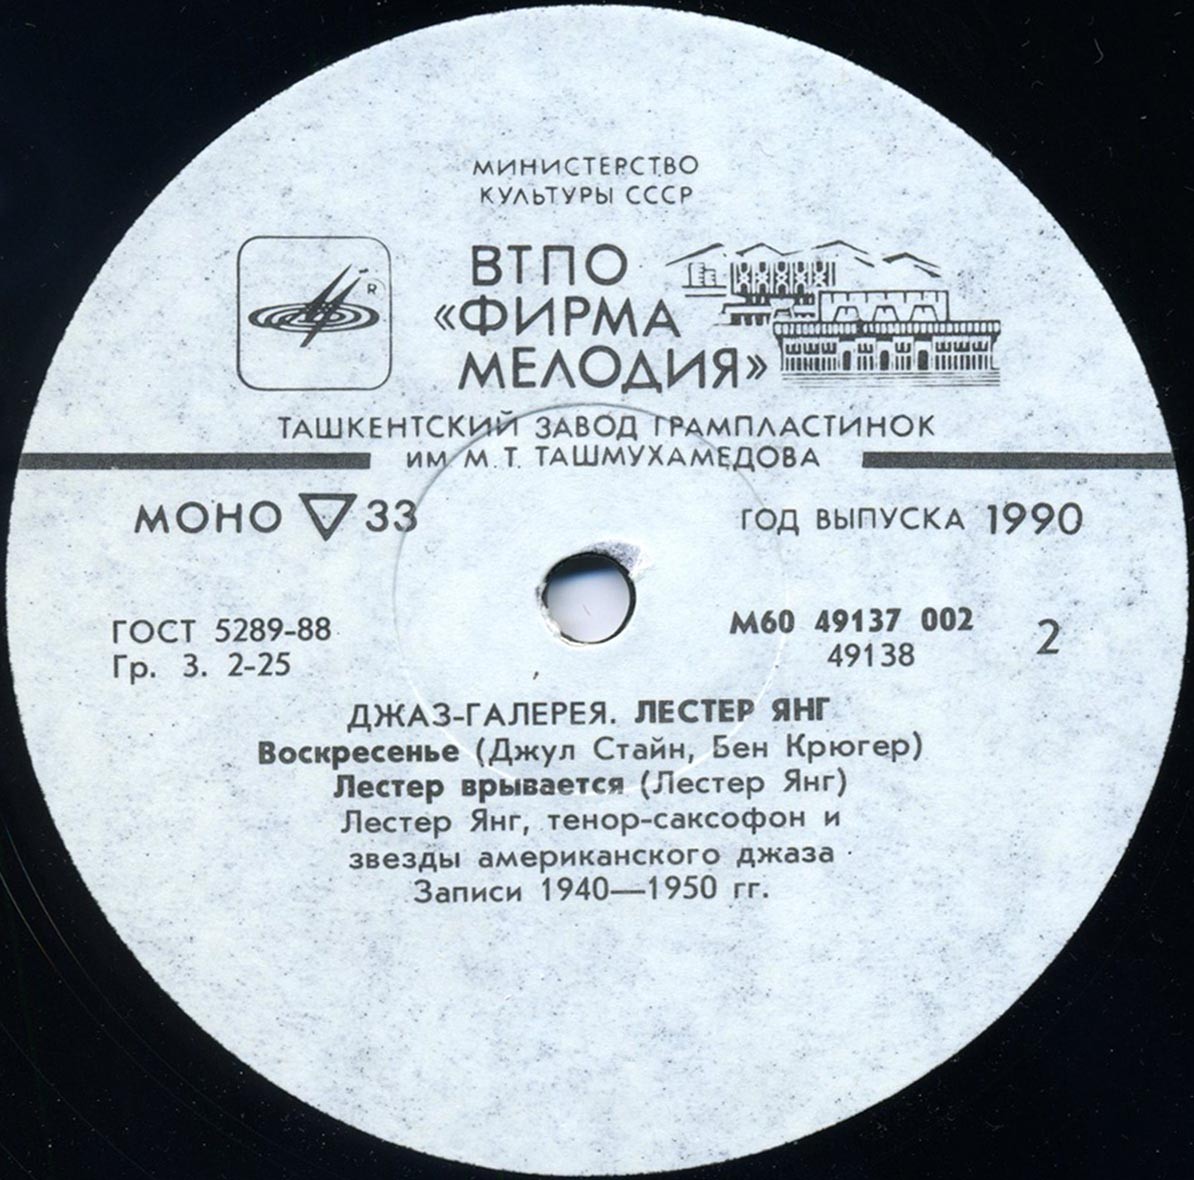 МИНИСТЕРСТВО
КУЛЬТУРЫ СССР
ВТПО
«ФИРМА
МЕЛОДИЯ»
R
ТАШКЕНТСКИЙ ЗАВОД ГРАМПЛАСТИНОК
ИМ. М. Т. ТАШМУХАМЕДОВА
МОНО 33
ГОД ВЫПУСКА 1990
ГОСТ 5289-88
Гр. 3. 2-25
М60 49137 002
49138
2
ДЖАЗ-ГАЛЕРЕЯ. ЛЕСТЕР ЯНГ
Воскресенье (Джул Стайн, Бен Крюгер)
Лестер врывается (Лестер Янг)
Лестер Янг, тенор-саксофон и
звезды американского джаза
Записи 1940—1950 гг.